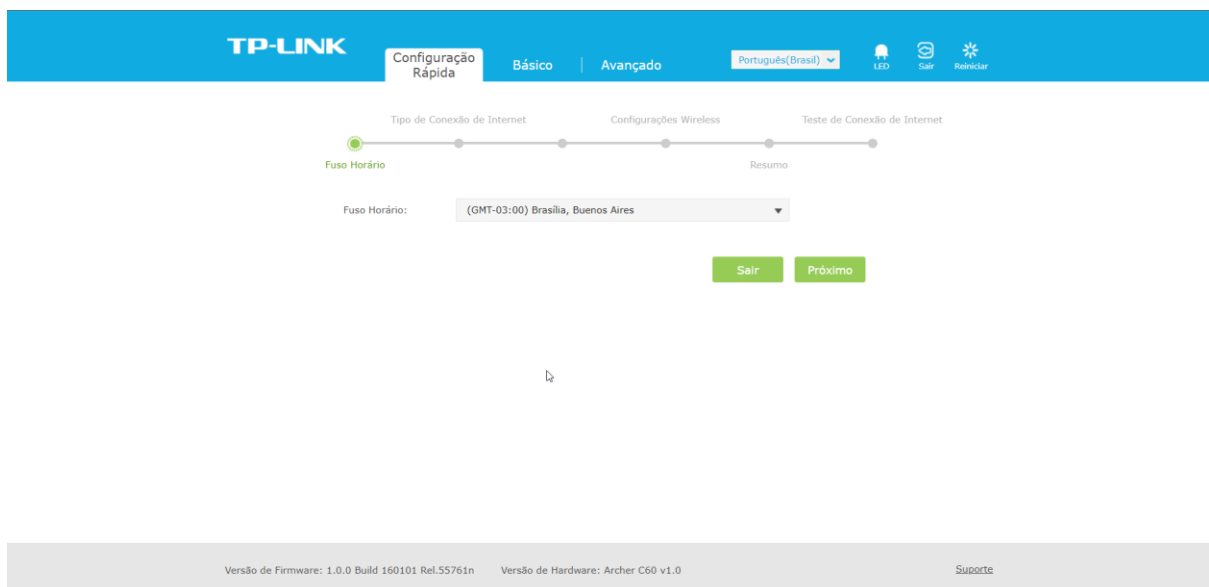 TP-LINK
Configuração
Rápida
Básico
Avançado
Português(Brasil)
LED
Sair
Reiniciar
Tipo de Conexão de Internet
Configurações Wireless
Teste de Conexão de Internet
Fuso Horário
Resumo
Fuso Horário:
(GMT-03:00) Brasília, Buenos Aires
Sair
Próximo
Versão de Firmware: 1.0.0 Build 160101 Rel.55761n
Versão de Hardware: Archer C60 v1.0
Suporte